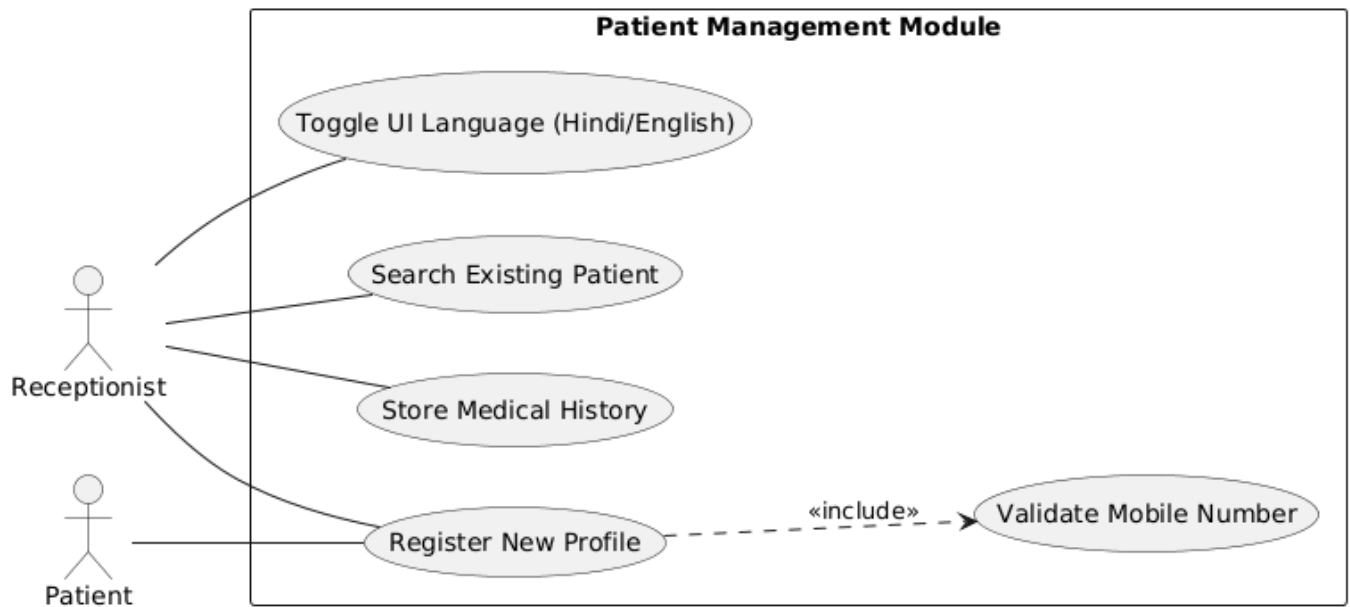 Patient Management Module
Toggle UI Language (Hindi/English)
Search Existing Patient
Receptionist
Store Medical History
«include»
Validate Mobile Number
Register New Profile
Patient